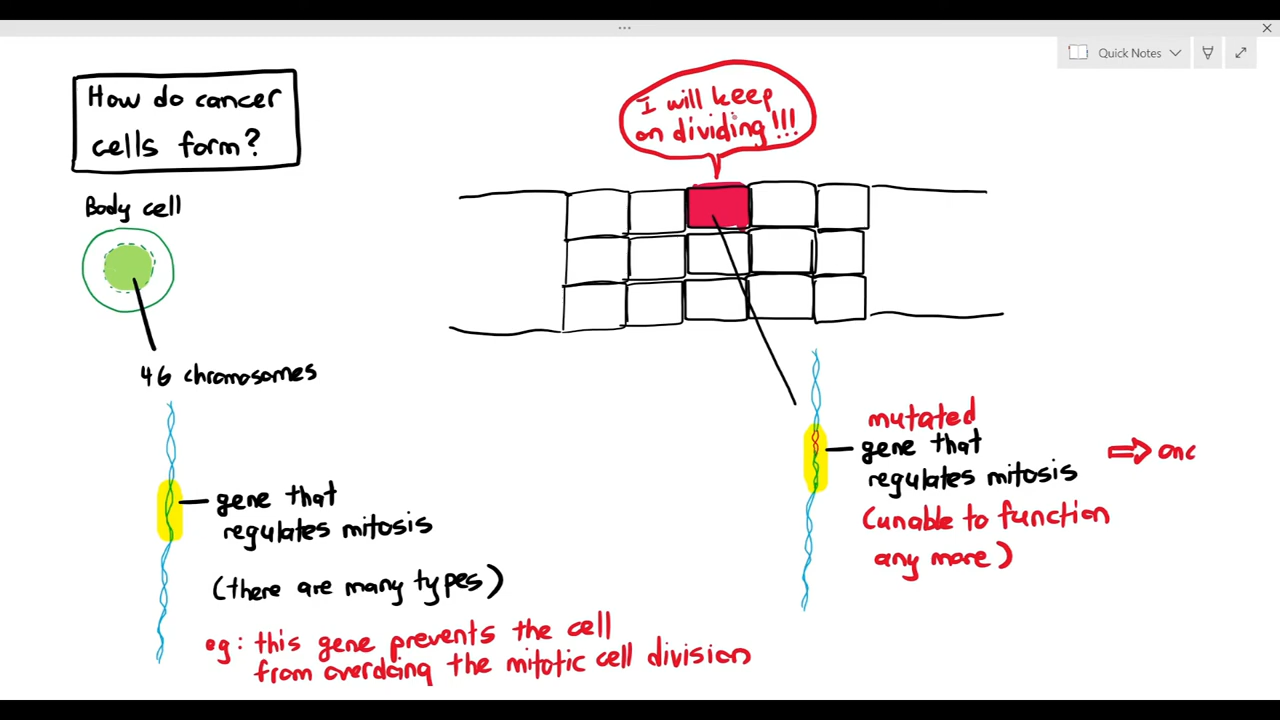 Quick Notes
How do cancer
cells form?
Body cell
46 chromosomes
gene that
regulates mitosis
(there are many types)
eg: this gene prevents the cell
from overdoing the mitotic cell division
I will keep
on dividing!!!
mutated
gene that
regulates mitosis
(unable to function
any more)
⇒ onc